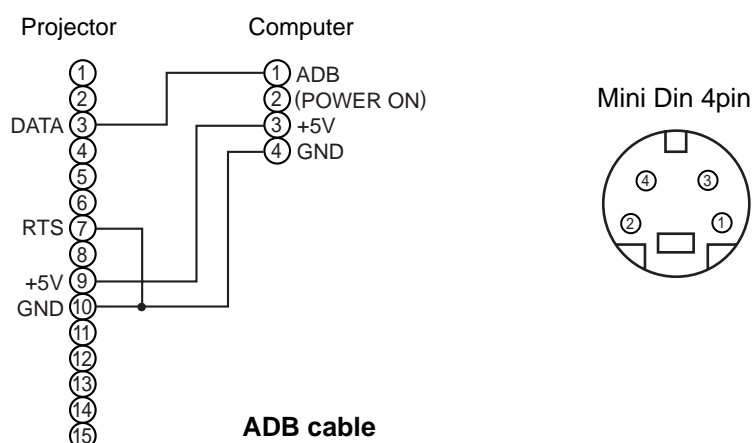 Projector Computer
1 1 ADB
2 2 (POWER ON)
DATA 3 3 +5V
4 4 GND
5
6
RTS 7
8
+5V 9
GND 10
11
12
13
14
15
ADB cable
Mini Din 4pin
4 3
2 1